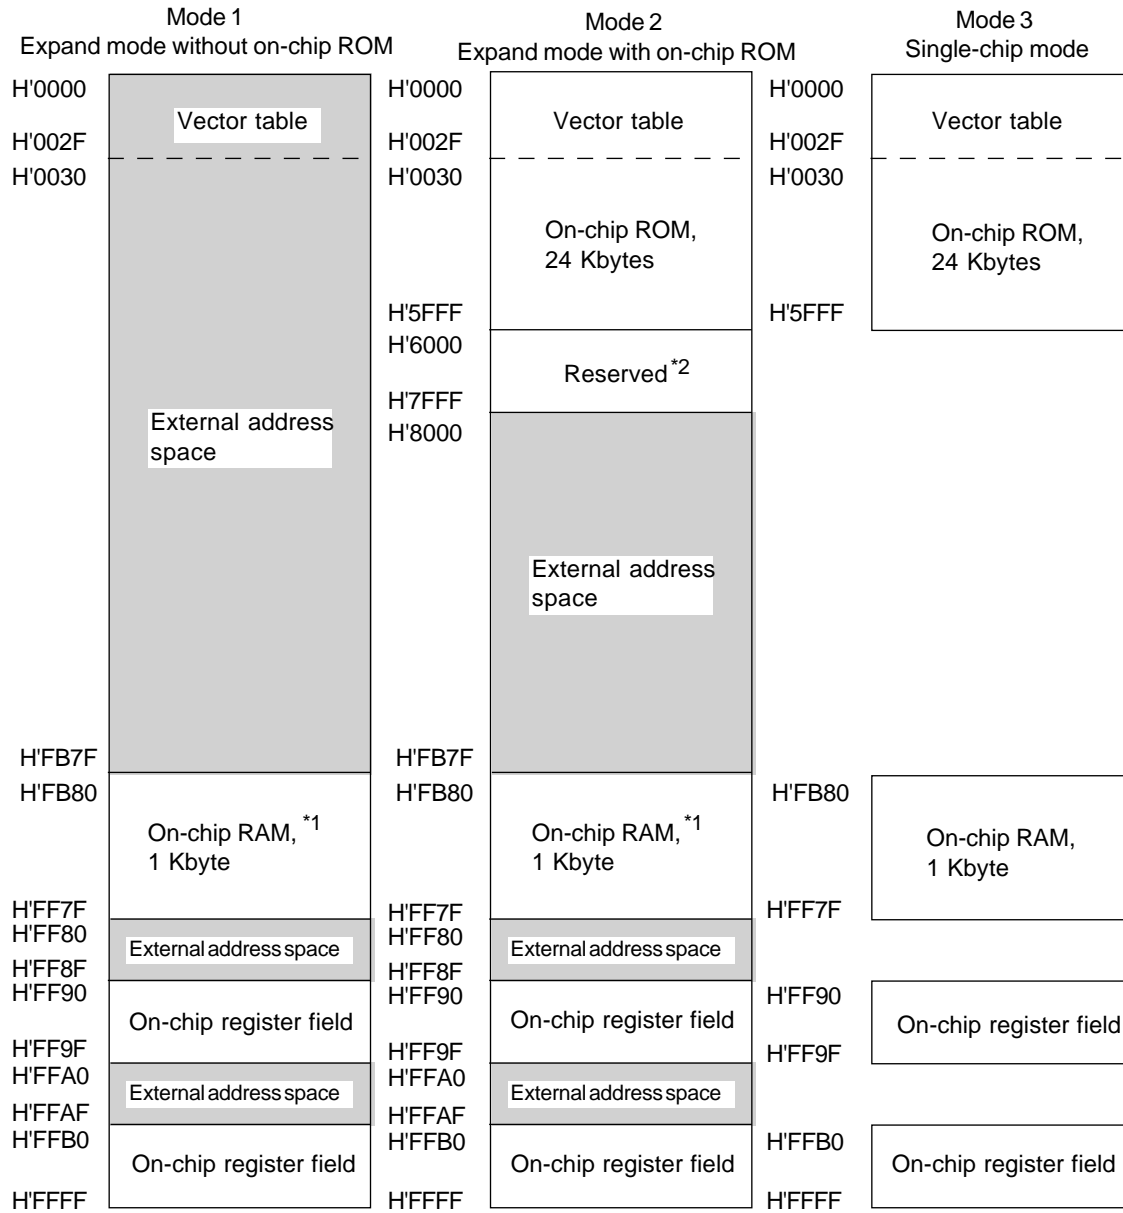 Mode 1
Expand mode without on-chip ROM
H'0000
Vector table
H'002F
H'0030
External address
space
H'FB7F
H'FB80
On-chip RAM, *1
1 Kbyte
H'FF7F
H'FF80
External address space
H'FF8F
H'FF90
On-chip register field
H'FF9F
H'FFA0
External address space
H'FFAF
H'FFB0
On-chip register field
H'FFFF
Mode 2
Expand mode with on-chip ROM
H'0000
Vector table
H'002F
H'0030
On-chip ROM,
24 Kbytes
H'5FFF
H'6000
Reserved *2
H'7FFF
H'8000
External address
space
H'FB7F
H'FB80
On-chip RAM, *1
1 Kbyte
H'FF7F
H'FF80
External address space
H'FF8F
H'FF90
On-chip register field
H'FF9F
H'FFA0
External address space
H'FFAF
H'FFB0
On-chip register field
H'FFFF
Mode 3
Single-chip mode
H'0000
Vector table
H'002F
H'0030
On-chip ROM,
24 Kbytes
H'5FFF
H'FB80
On-chip RAM,
1 Kbyte
H'FF7F
H'FF90
On-chip register field
H'FF9F
H'FFB0
On-chip register field
H'FFFF